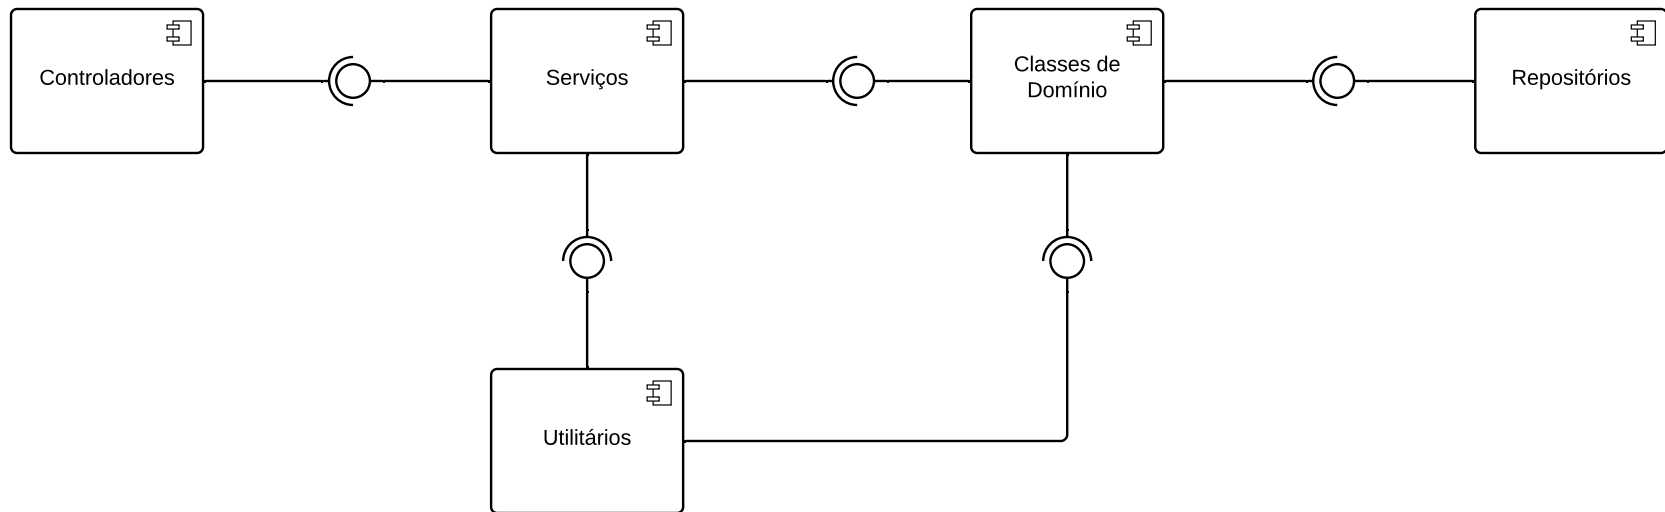 Controladores
Serviços
Classes de
Domínio
Repositórios
Utilitários